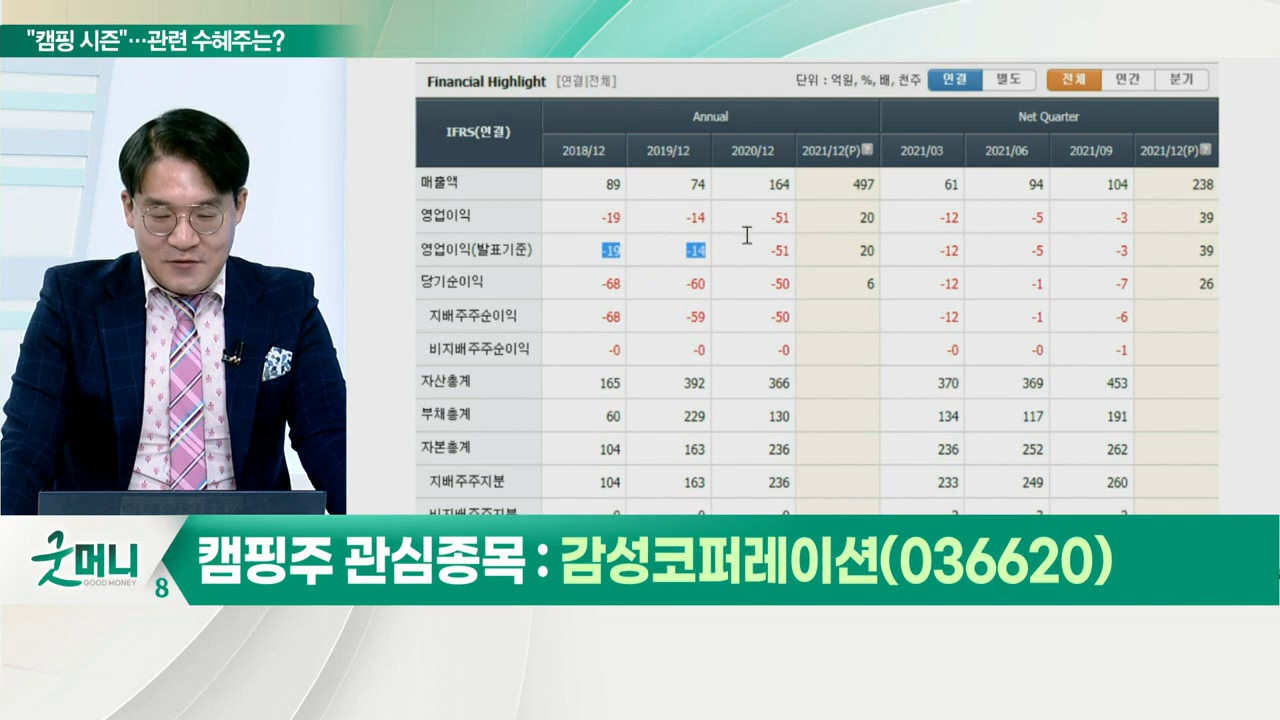 "캠핑 시즌"…관련 수혜주는?
Financial Highlight [연결|전체] 단위 : 억원, %, 배, 천주 연결 별도 전체 연간 분기
IFRS(연결) Annual Net Quarter
2018/12 2019/12 2020/12 2021/12(P) 2021/03 2021/06 2021/09 2021/12(P)
매출액 89 74 164 497 61 94 104 238
영업이익 -19 -14 -51 20 -12 -5 -3 39
영업이익(발표기준) -19 -14 -51 20 -12 -5 -3 39
당기순이익 -68 -60 -50 6 -12 -1 -7 26
지배주주순이익 -68 -59 -50 -12 -1 -6
비지배주주순이익 -0 -0 -0 -0 -0 -1
자산총계 165 392 366 370 369 453
부채총계 60 229 130 134 117 191
자본총계 104 163 236 236 252 262
지배주주지분 104 163 236 233 249 260
비지배주주지분
굿머니
GOOD MONEY
8
캠핑주 관심종목 : 감성코퍼레이션(036620)